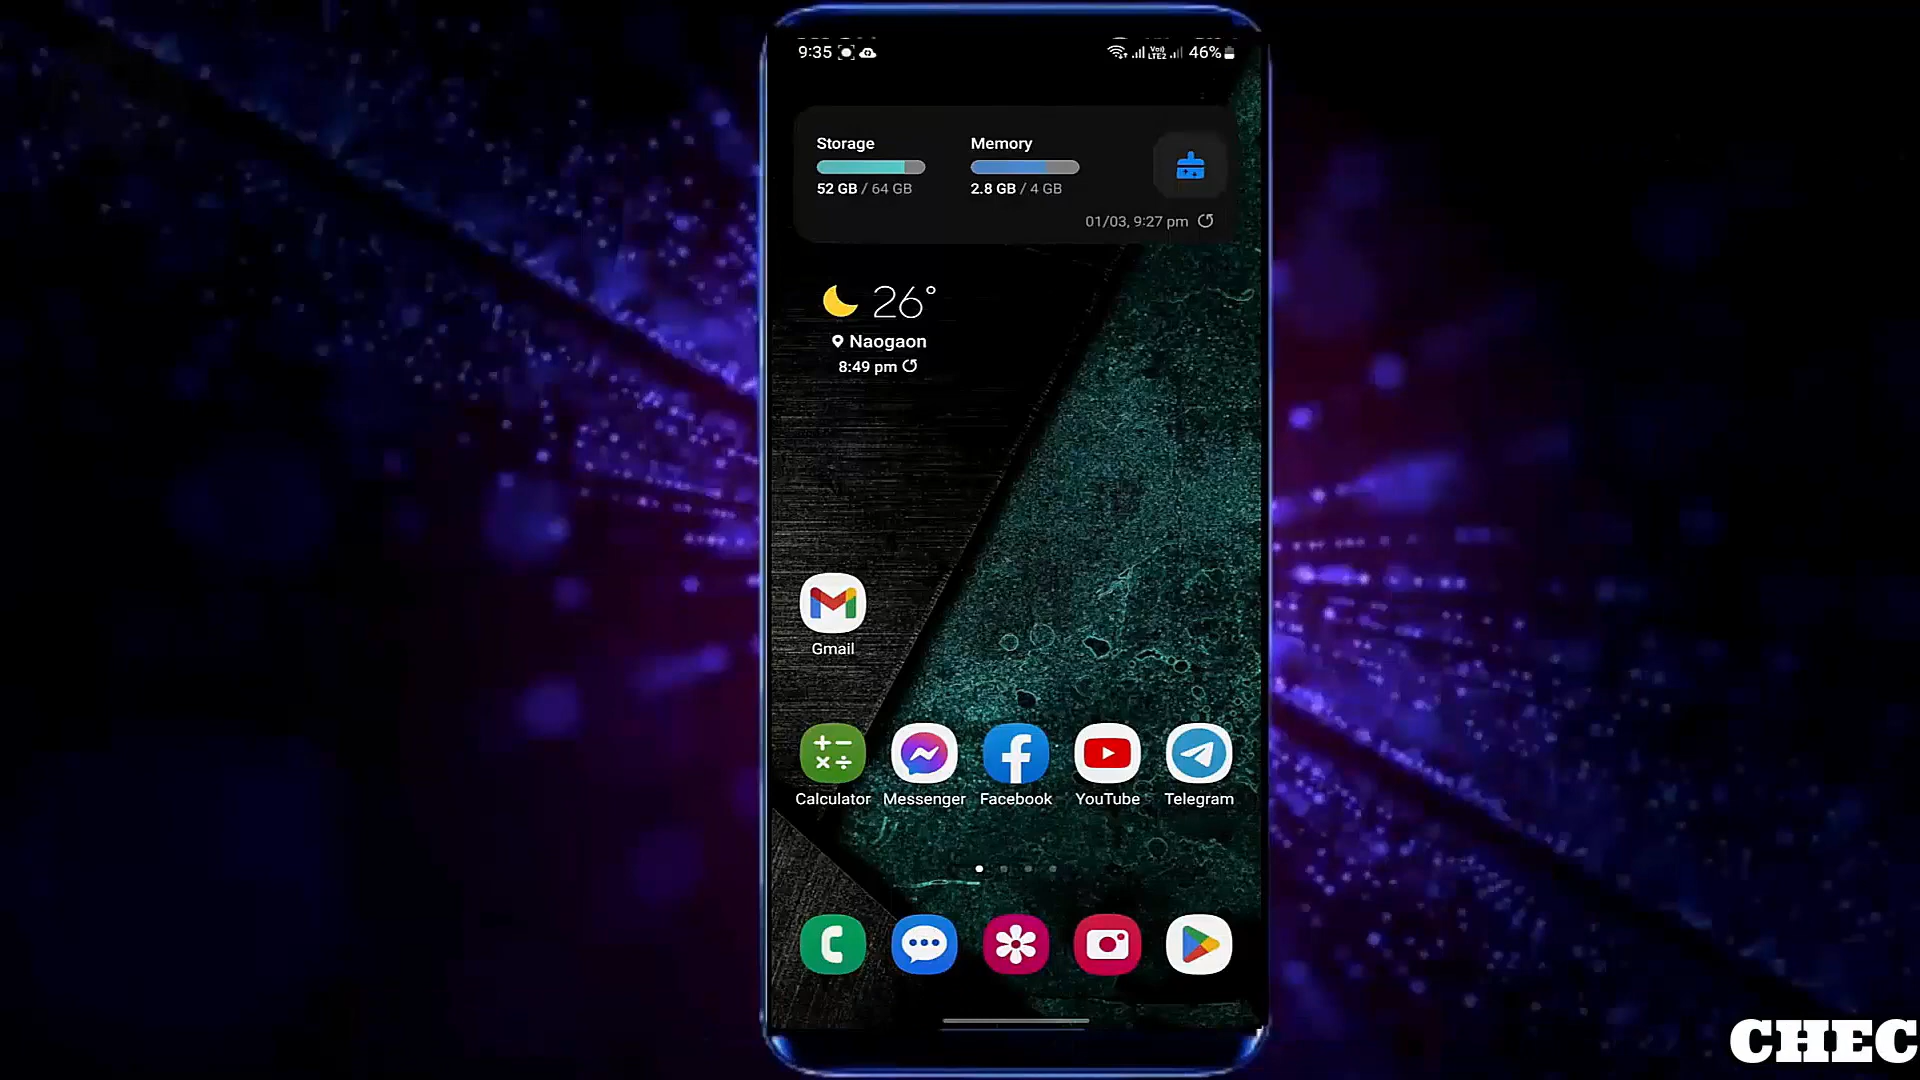 9:35
VoLTE2 46%
Storage
Memory
52 GB / 64 GB
2.8 GB / 4 GB
01/03, 9:27 pm
26°
Naogaon
8:49 pm
Gmail
Calculator
Messenger
Facebook
YouTube
Telegram
CHEC